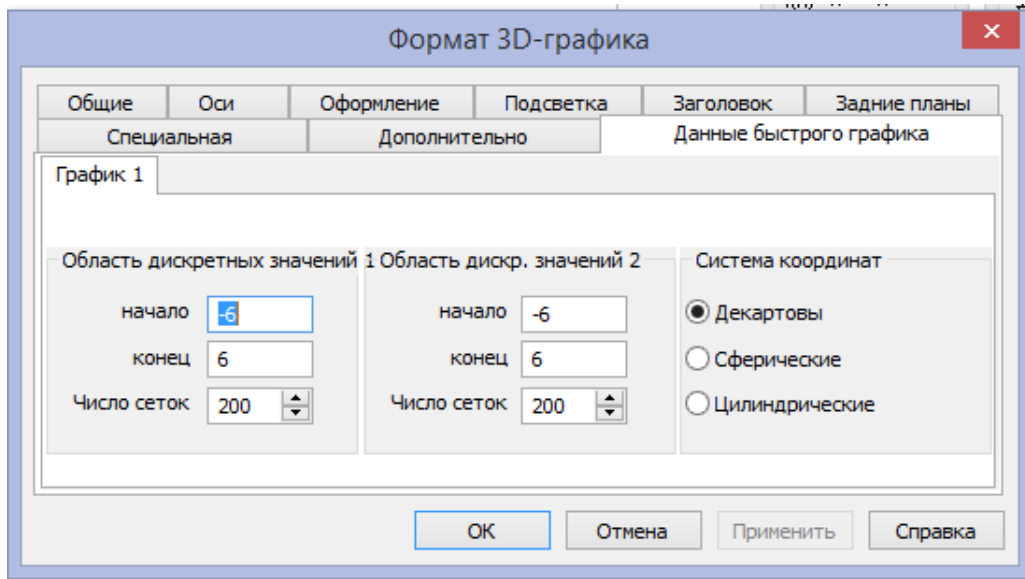 Формат 3D-графика
Общие Оси Оформление Подсветка Заголовок Задние планы
Специальная Дополнительно Данные быстрого графика
График 1
Область дискретных значений 1 Область дискр. значений 2 Система координат
начало -6 начало -6 Декартовы
конец 6 конец 6 Сферические
Число сеток 200 Число сеток 200 Цилиндрические
ОК Отмена Применить Справка